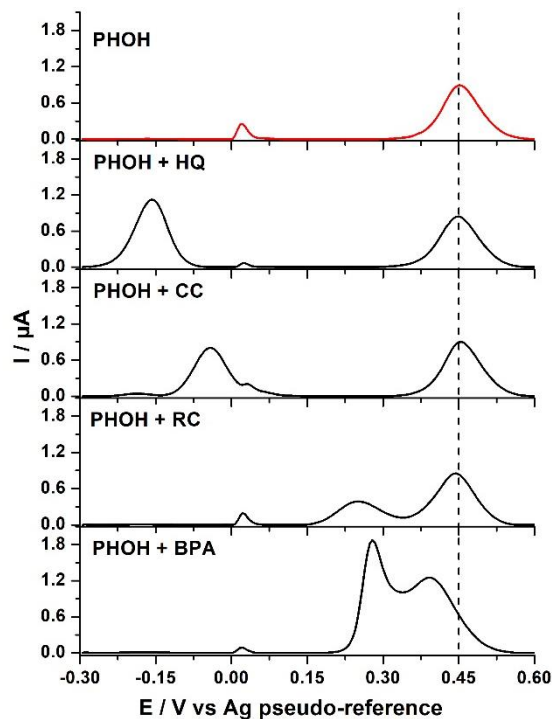 PHOH
1.8
1.2
0.6
0.0
PHOH + HQ
1.8
1.2
0.6
0.0
PHOH + CC
1.8
1.2
0.6
0.0
PHOH + RC
1.8
1.2
0.6
0.0
PHOH + BPA
1.8
1.2
0.6
0.0
I / µA
-0.30 -0.15 0.00 0.15 0.30 0.45 0.60
E / V vs Ag pseudo-reference